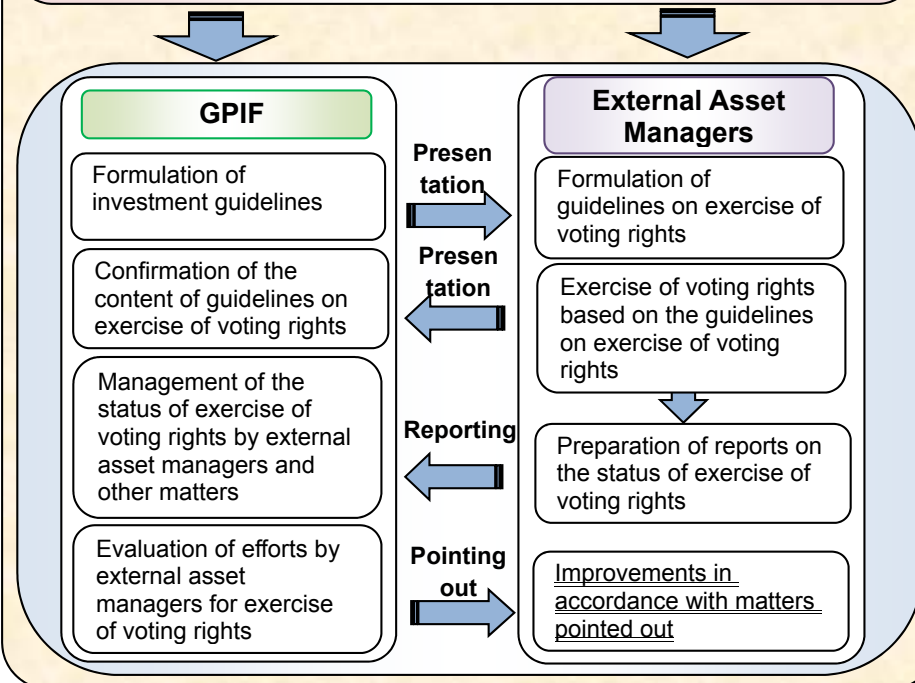 GPIF
Formulation of
investment guidelines
Confirmation of the
content of guidelines on
exercise of voting rights
Management of the
status of exercise of
voting rights by external
asset managers and
other matters
Evaluation of efforts by
external asset
managers for exercise
of voting rights
Presen
tation
Presen
tation
Reporting
Pointing
out
External Asset
Managers
Formulation of
guidelines on exercise of
voting rights
Exercise of voting rights
based on the guidelines
on exercise of voting
rights
Preparation of reports on
the status of exercise of
voting rights
Improvements in
accordance with matters
pointed out